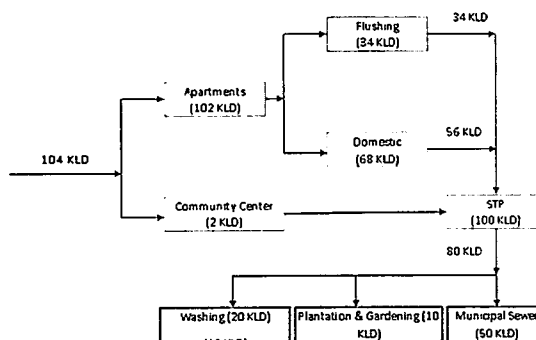 34 KLD
Flushing
(34 KLD)
Apartments
(102 KLD)
56 KLD
Domestic
(68 KLD)
104 KLD
Community Center
(2 KLD)
STP
(100 KLD)
80 KLD
Washing (20 KLD)
Plantation & Gardening (10
KLD)
Municipal Sewer
(50 KLD)